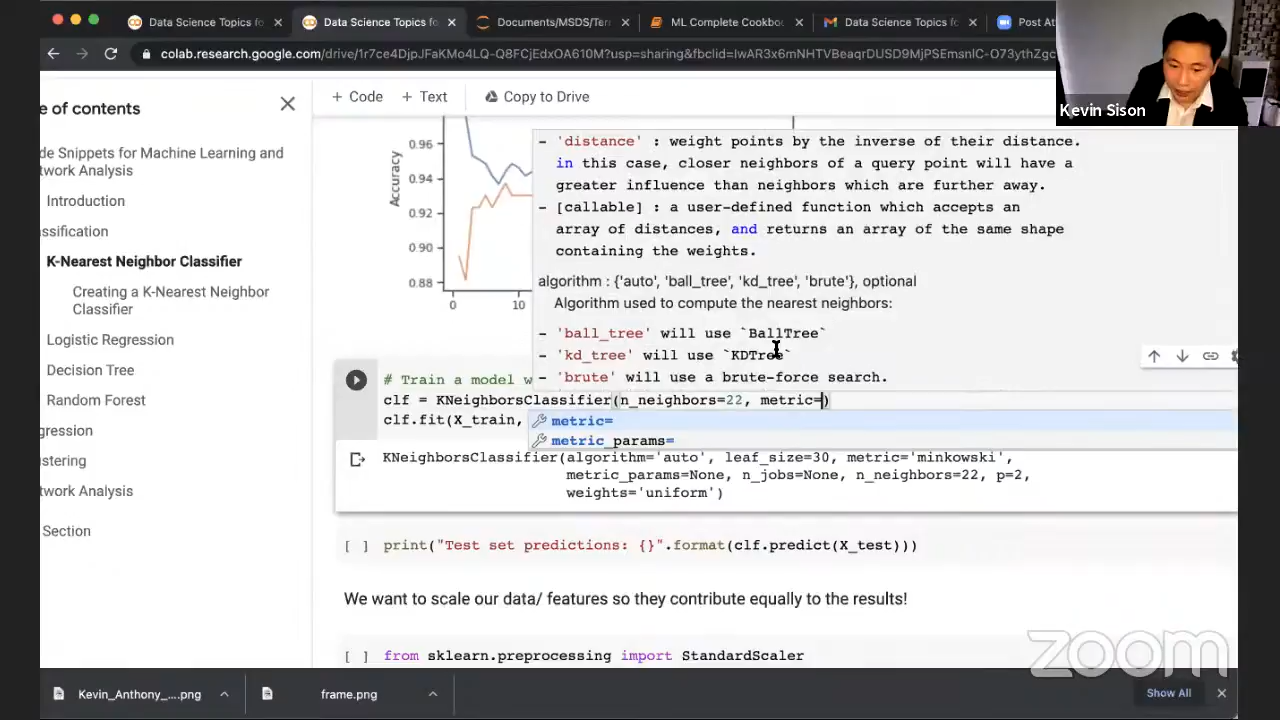 Data Science Topics fo
Data Science Topics fo
Documents/MSDS/Ter
ML Complete Cookbo
Data Science Topics fo
Post At
colab.research.google.com/drive/1r7ce4DjpJFaKMo4LQ-Q8FCjEdxOA610M?usp=sharing&fbclid=IwAR3x6mNHTVBeaqrDUSD9MjPSEmsnlC-O73ythZgc
Kevin Sison
e of contents
de Snippets for Machine Learning and
twork Analysis
Introduction
assification
K-Nearest Neighbor Classifier
Creating a K-Nearest Neighbor
Classifier
Logistic Regression
Decision Tree
Random Forest
gression
ustering
twork Analysis
Section
+ Code + Text Copy to Drive
Accuracy
0.96
0.94
0.92
0.90
0.88
0 10
- 'distance' : weight points by the inverse of their distance.
in this case, closer neighbors of a query point will have a
greater influence than neighbors which are further away.
- [callable] : a user-defined function which accepts an
array of distances, and returns an array of the same shape
containing the weights.
algorithm : {'auto', 'ball_tree', 'kd_tree', 'brute'}, optional
Algorithm used to compute the nearest neighbors:
- 'ball_tree' will use `BallTree`
- 'kd_tree' will use `KDTree`
- 'brute' will use a brute-force search.
# Train a model w
clf = KNeighborsClassifier(n_neighbors=22, metric=)
clf.fit(X_train,
metric=
metric_params=
KNeighborsClassifier(algorithm='auto', leaf_size=30, metric='minkowski',
metric_params=None, n_jobs=None, n_neighbors=22, p=2,
weights='uniform')
[ ] print("Test set predictions: {}".format(clf.predict(X_test)))
We want to scale our data/ features so they contribute equally to the results!
[ ] from sklearn.preprocessing import StandardScaler
zoom
Kevin_Anthony_....png
frame.png
Show All